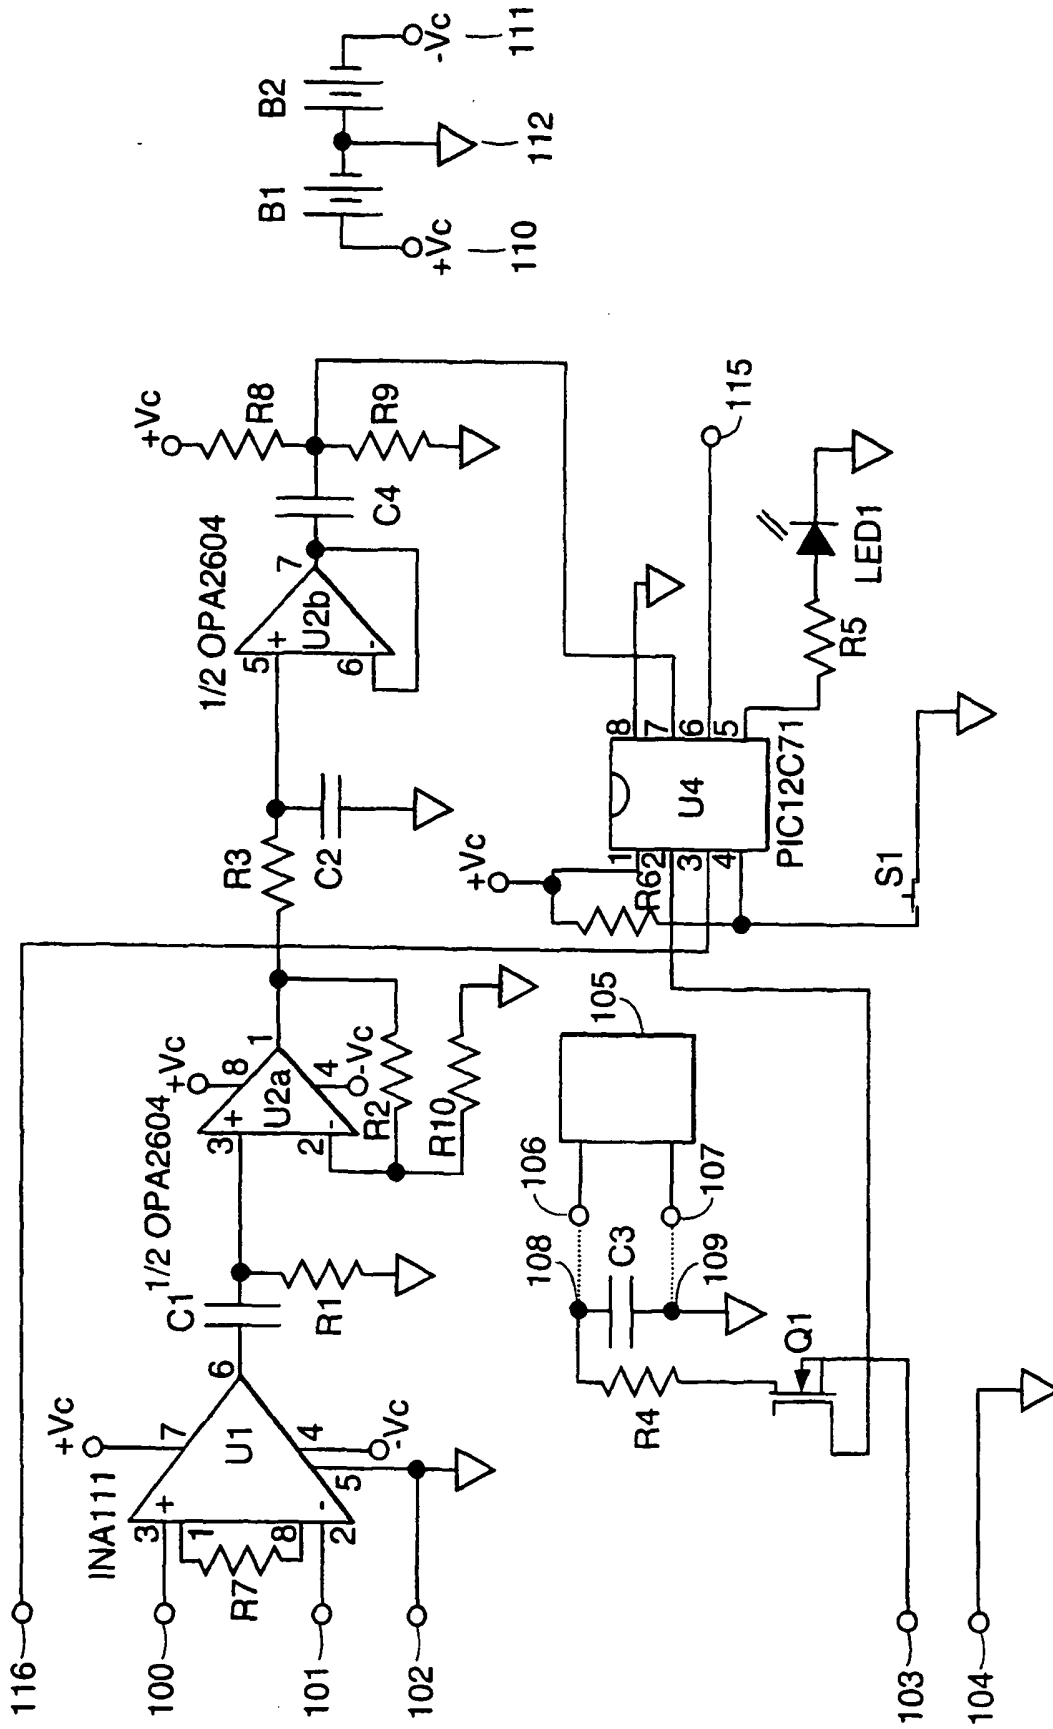 116
100
101
102
103
104
INA111
+Vc
7
3
+
1
R7
8
2
-
U1
6
4
5
-Vc
C1
R1
1/2 OPA2604
+Vc
8
3
+
U2a
1
2
-
4
-Vc
R2
R10
R3
C2
1/2 OPA2604
5
+
U2b
7
6
-
C4
+Vc
R8
R9
B1
B2
+Vc
110
112
-Vc
111
108
106
105
C3
109
107
R4
Q1
+Vc
R6
1
2
3
4
U4
8
7
6
5
PIC12C71
S1
115
R5
LED1